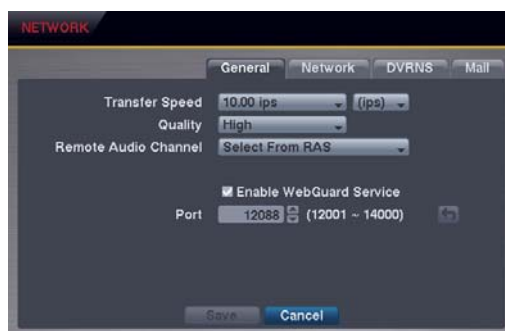 NETWORK
General Network DVRNS Mail
Transfer Speed 10.00 ips (ips)
Quality High
Remote Audio Channel Select From RAS
Enable WebGuard Service
Port 12088 (12001 ~ 14000)
Save Cancel